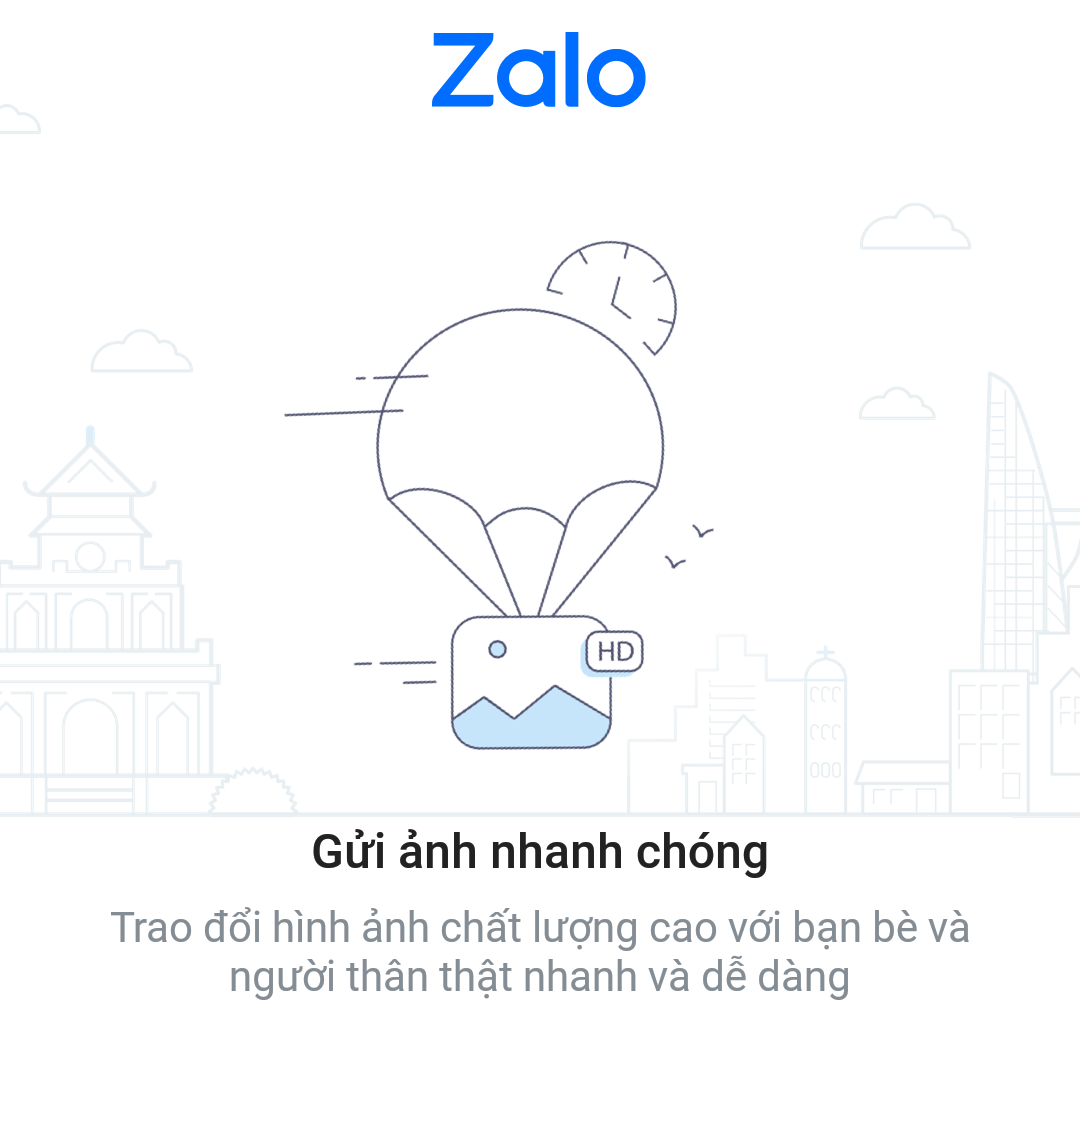 Zalo
HD
Gửi ảnh nhanh chóng
Trao đổi hình ảnh chất lượng cao với bạn bè và
người thân thật nhanh và dễ dàng